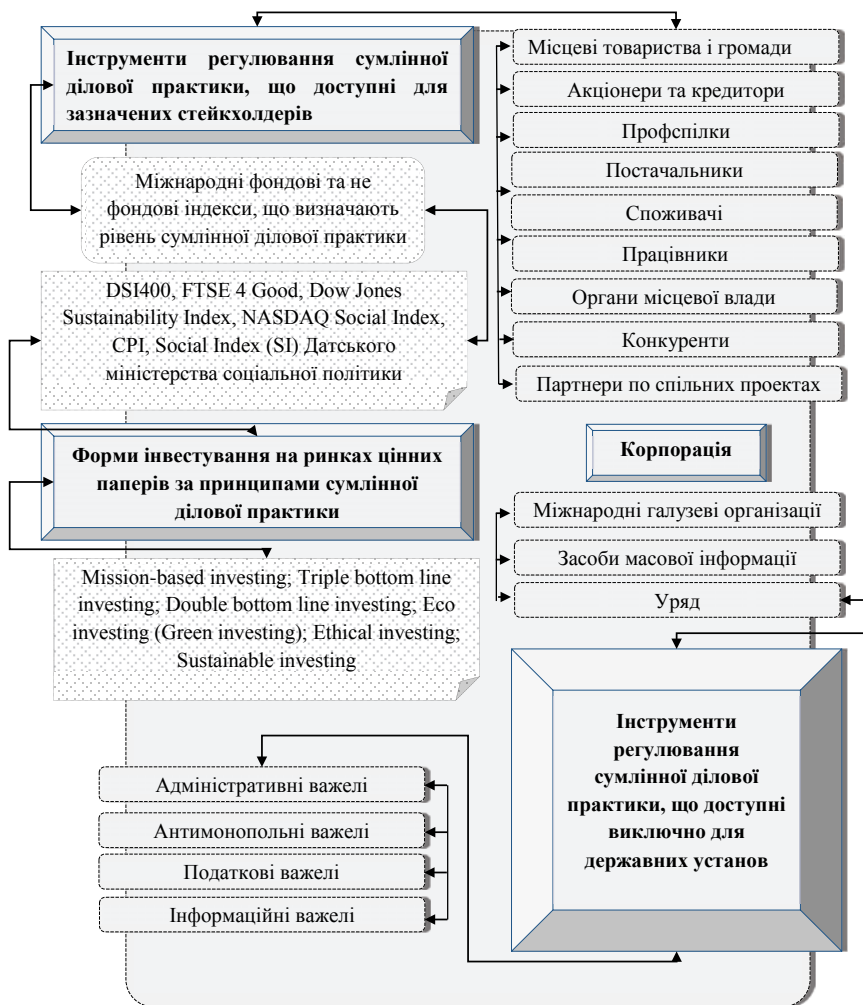 Інструменти регулювання сумлінної
ділової практики, що доступні для
зазначених стейкхолдерів
Міжнародні фондові та не
фондові індекси, що визначають
рівень сумлінної ділової практики
DSI400, FTSE 4 Good, Dow Jones
Sustainability Index, NASDAQ Social Index,
CPI, Social Index (SI) Датського
міністерства соціальної політики
Форми інвестування на ринках цінних
паперів за принципами сумлінної
ділової практики
Mission-based investing; Triple bottom line
investing; Double bottom line investing; Eco
investing (Green investing); Ethical investing;
Sustainable investing
Місцеві товариства і громади
Акціонери та кредитори
Профспілки
Постачальники
Споживачі
Працівники
Органи місцевої влади
Конкуренти
Партнери по спільних проектах
Корпорація
Міжнародні галузеві організації
Засоби масової інформації
Уряд
Інструменти
регулювання
сумлінної ділової
практики, що доступні
виключно для
державних установ
Адміністративні важелі
Антимонопольні важелі
Податкові важелі
Інформаційні важелі